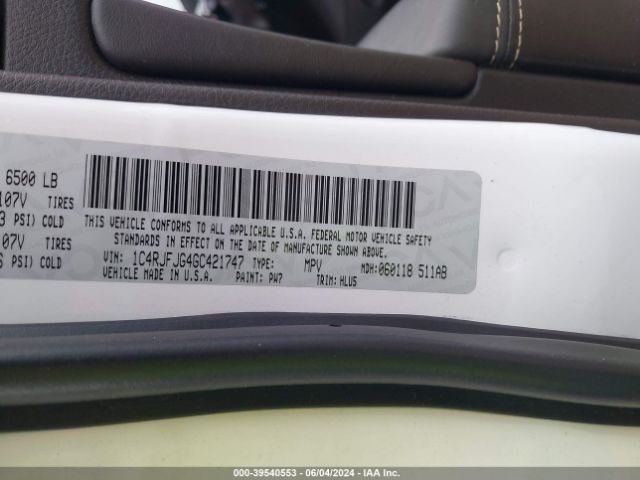 6500 LB
107V TIRES
3 PSI) COLD
07V TIRES
PSI) COLD
THIS VEHICLE CONFORMS TO ALL APPLICABLE U.S.A. FEDERAL MOTOR VEHICLE SAFETY
STANDARDS IN EFFECT ON THE DATE OF MANUFACTURE SHOWN ABOVE.
VIN: 1C4RJFJG4GC421747 TYPE: MPV MDH:060118 511AB
VEHICLE MADE IN U.S.A. PAINT: PW7 TRIM: HLU5
000-39540553 - 06/04/2024 - IAA Inc.